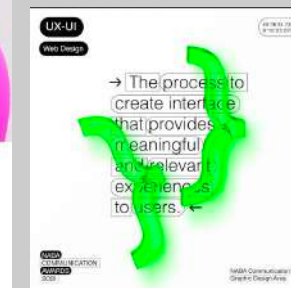 UX-UI
Web Design
→ The process to
create interface
that provides
meaningful
and relevant
experiences
to users. ←
NABA
COMMUNICATION
AWARDS
2021
NABA Communication
Graphic Design Area